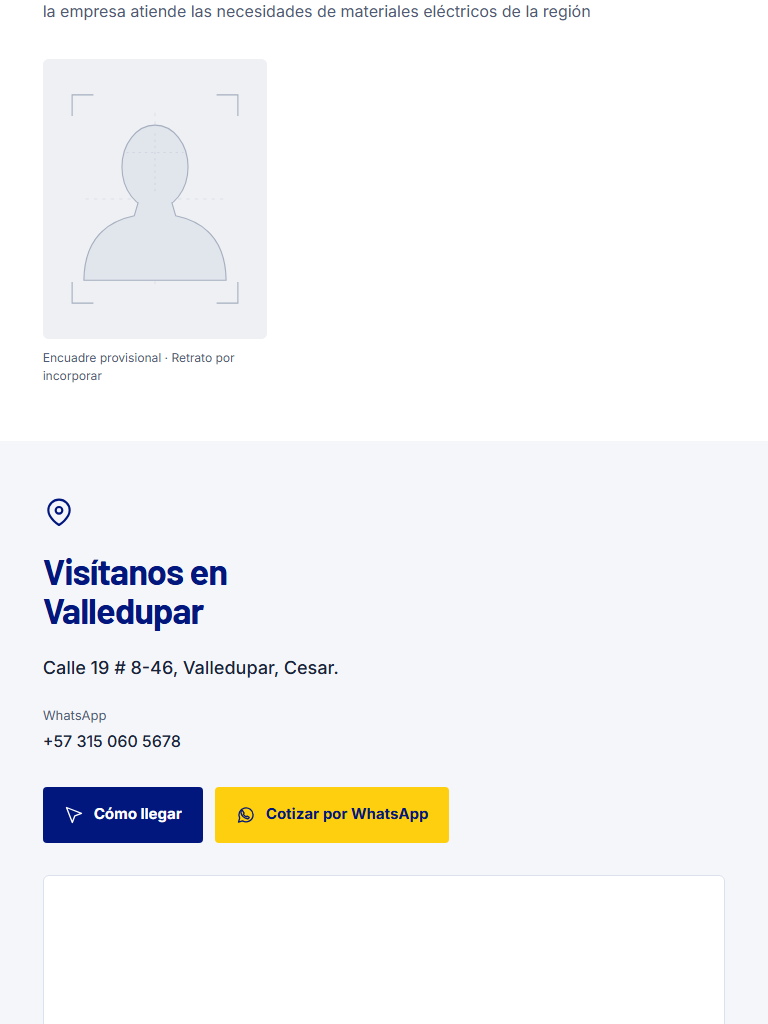 la empresa atiende las necesidades de materiales eléctricos de la región
Encuadre provisional · Retrato por
incorporar
Visítanos en
Valledupar
Calle 19 # 8-46, Valledupar, Cesar.
WhatsApp
+57 315 060 5678
Cómo llegar
Cotizar por WhatsApp